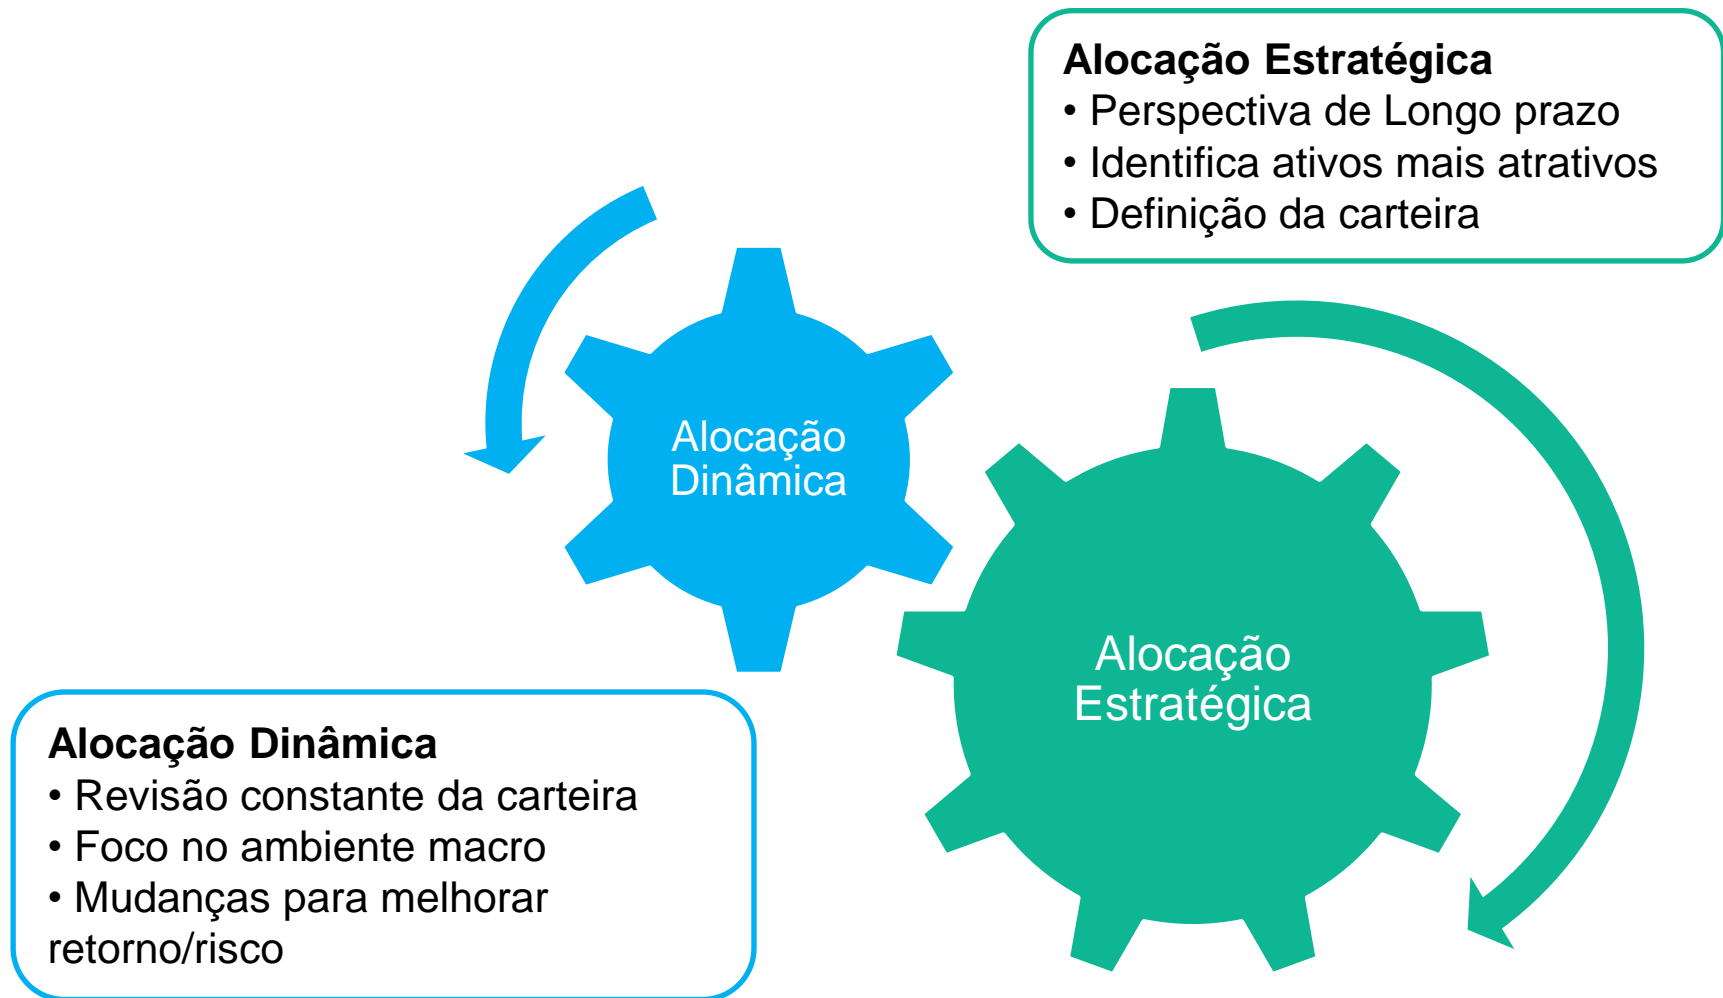 Alocação Estratégica
• Perspectiva de Longo prazo
• Identifica ativos mais atrativos
• Definição da carteira
Alocação
Dinâmica
Alocação
Estratégica
Alocação Dinâmica
• Revisão constante da carteira
• Foco no ambiente macro
• Mudanças para melhorar
retorno/risco